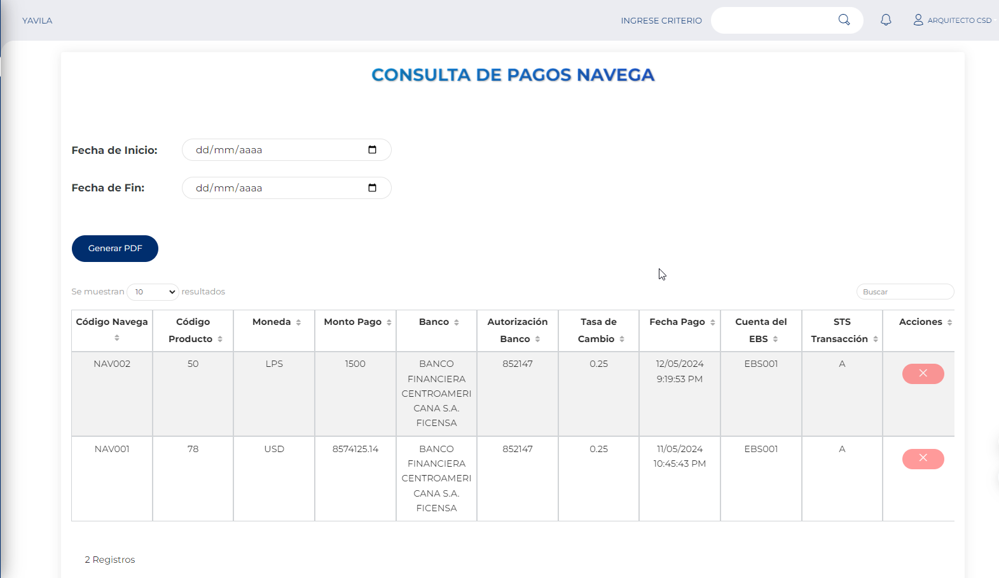 YAVILA
INGRESE CRITERIO
ARQUITECTO CSD
CONSULTA DE PAGOS NAVEGA
Fecha de Inicio:
dd/mm/aaaa
Fecha de Fin:
dd/mm/aaaa
Generar PDF
Se muestran 10 resultados
Buscar
Código Navega
Código
Producto
Moneda
Monto Pago
Banco
Autorización
Banco
Tasa de
Cambio
Fecha Pago
Cuenta del
EBS
STS
Transacción
Acciones
NAV002
50
LPS
1500
BANCO
FINANCIERA
CENTROAMERI
CANA S.A.
FICENSA
852147
0.25
12/05/2024
9:19:53 PM
EBS001
A
NAV001
78
USD
8574125.14
BANCO
FINANCIERA
CENTROAMERI
CANA S.A.
FICENSA
852147
0.25
11/05/2024
10:45:43 PM
EBS001
A
2 Registros